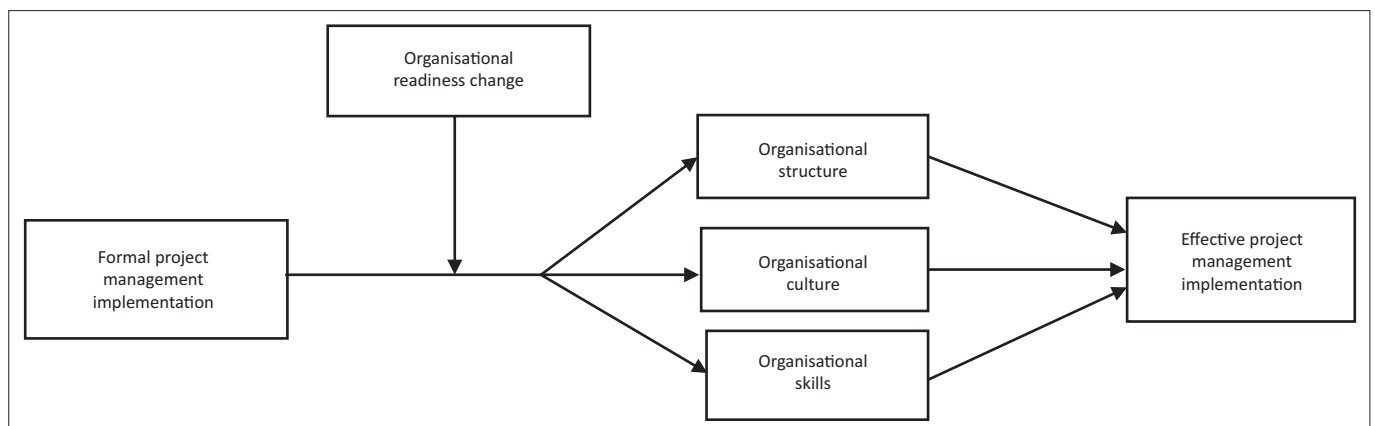 Organisational
readiness change
Organisational
structure
Formal project
management
implementation
Organisational
culture
Effective project
management
implementation
Organisational
skills